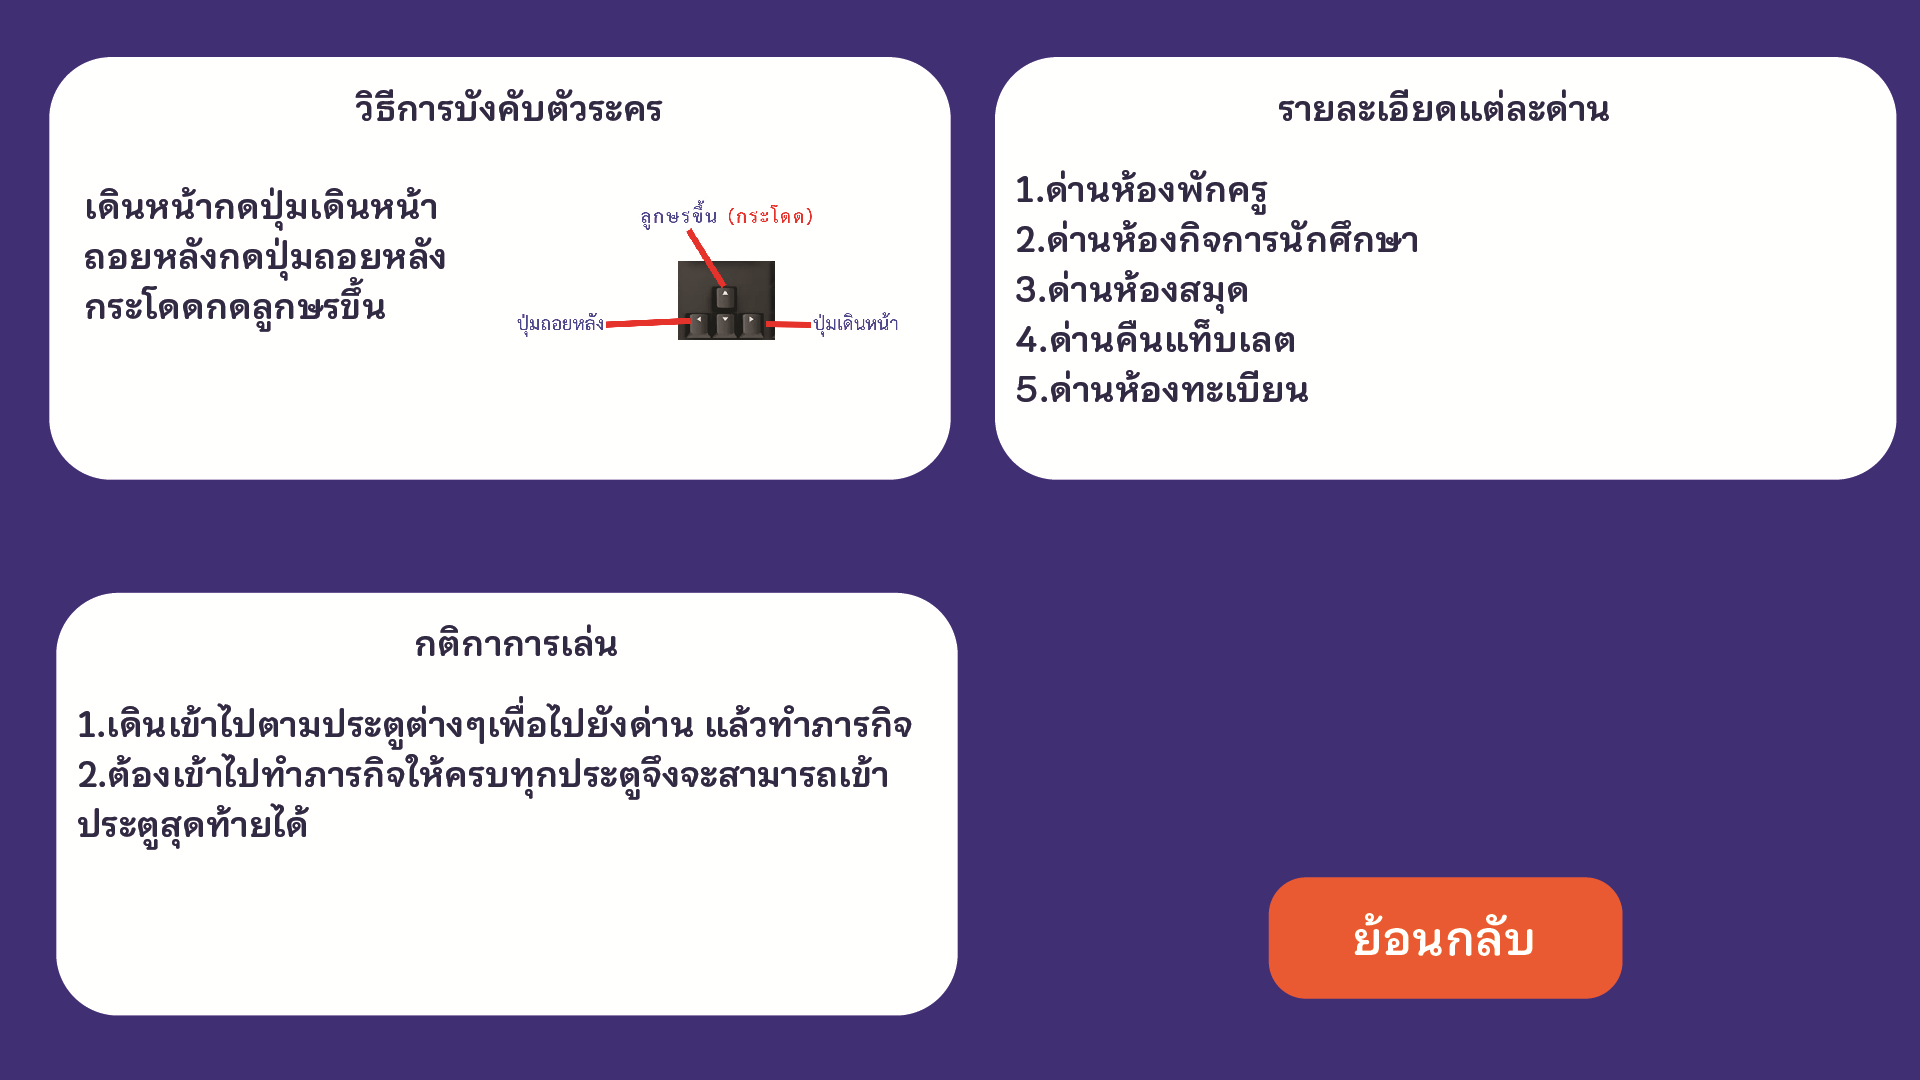 วิธีการบังคับตัวระคร
เดินหน้ากดปุ่มเดินหน้า
ถอยหลังกดปุ่มถอยหลัง
กระโดดกดลูกษรขึ้น
ลูกษรขึ้น (กระโดด)
ปุ่มถอยหลัง
ปุ่มเดินหน้า
รายละเอียดแต่ละด่าน
1.ด่านห้องพักครู
2.ด่านห้องกิจการนักศึกษา
3.ด่านห้องสมุด
4.ด่านคืนแท็บเลต
5.ด่านห้องทะเบียน
กติกาการเล่น
1.เดินเข้าไปตามประตูต่างๆเพื่อไปยังด่าน แล้วทำภารกิจ
2.ต้องเข้าไปทำภารกิจให้ครบทุกประตูจึงจะสามารถเข้า
ประตูสุดท้ายได้
ย้อนกลับ